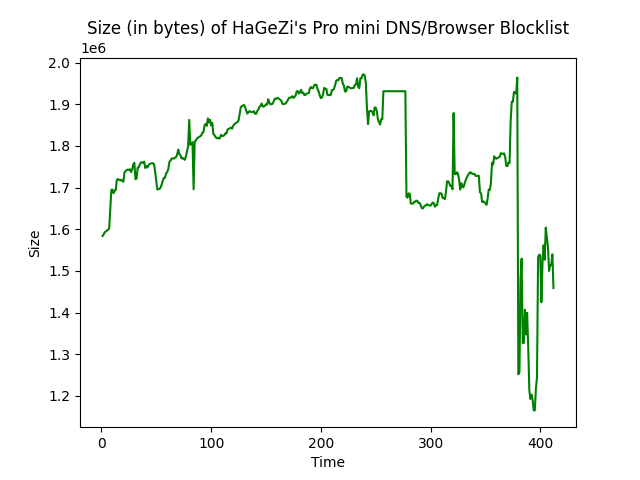 Size (in bytes) of HaGeZi's Pro mini DNS/Browser Blocklist
1e6
2.0
1.9
1.8
1.7
1.6
1.5
1.4
1.3
1.2
Size
0 100 200 300 400
Time